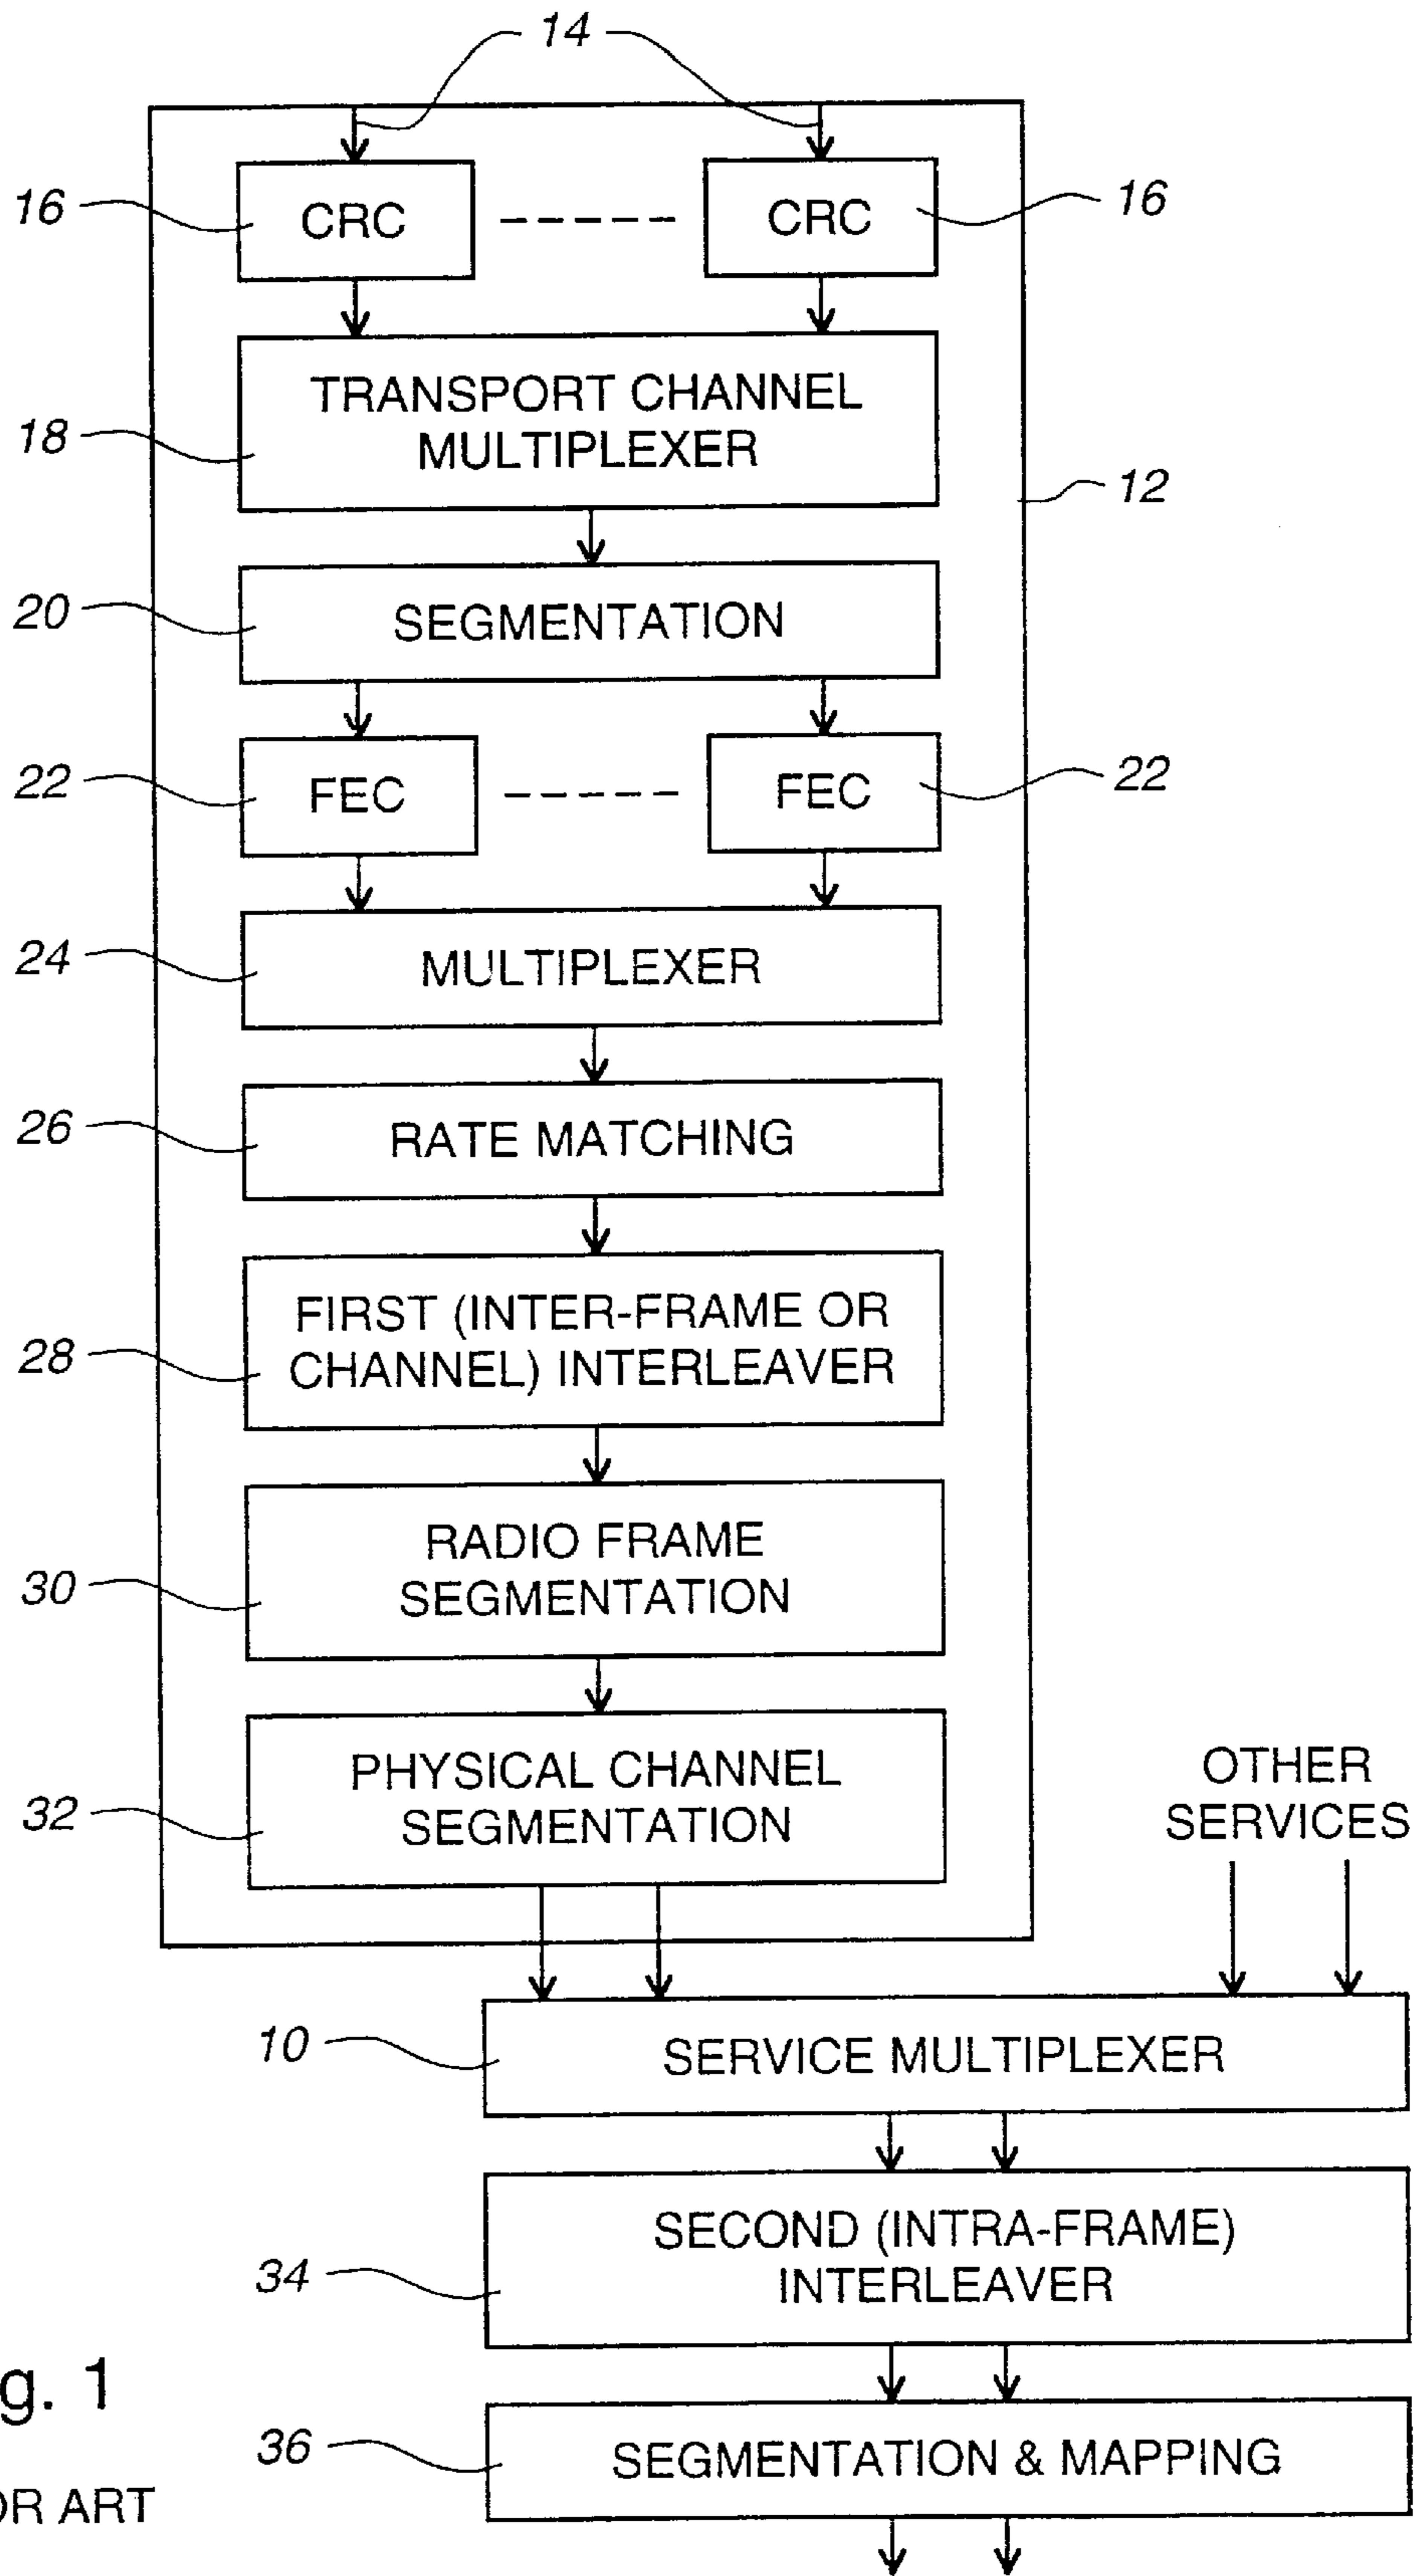 14
16
CRC
CRC
16
TRANSPORT CHANNEL
MULTIPLEXER
18
12
20
SEGMENTATION
22
FEC
FEC
22
24
MULTIPLEXER
26
RATE MATCHING
FIRST (INTER-FRAME OR
CHANNEL) INTERLEAVER
28
RADIO FRAME
SEGMENTATION
30
PHYSICAL CHANNEL
SEGMENTATION
32
OTHER
SERVICES
10
SERVICE MULTIPLEXER
SECOND (INTRA-FRAME)
INTERLEAVER
34
g. 1
36
SEGMENTATION & MAPPING
OR ART